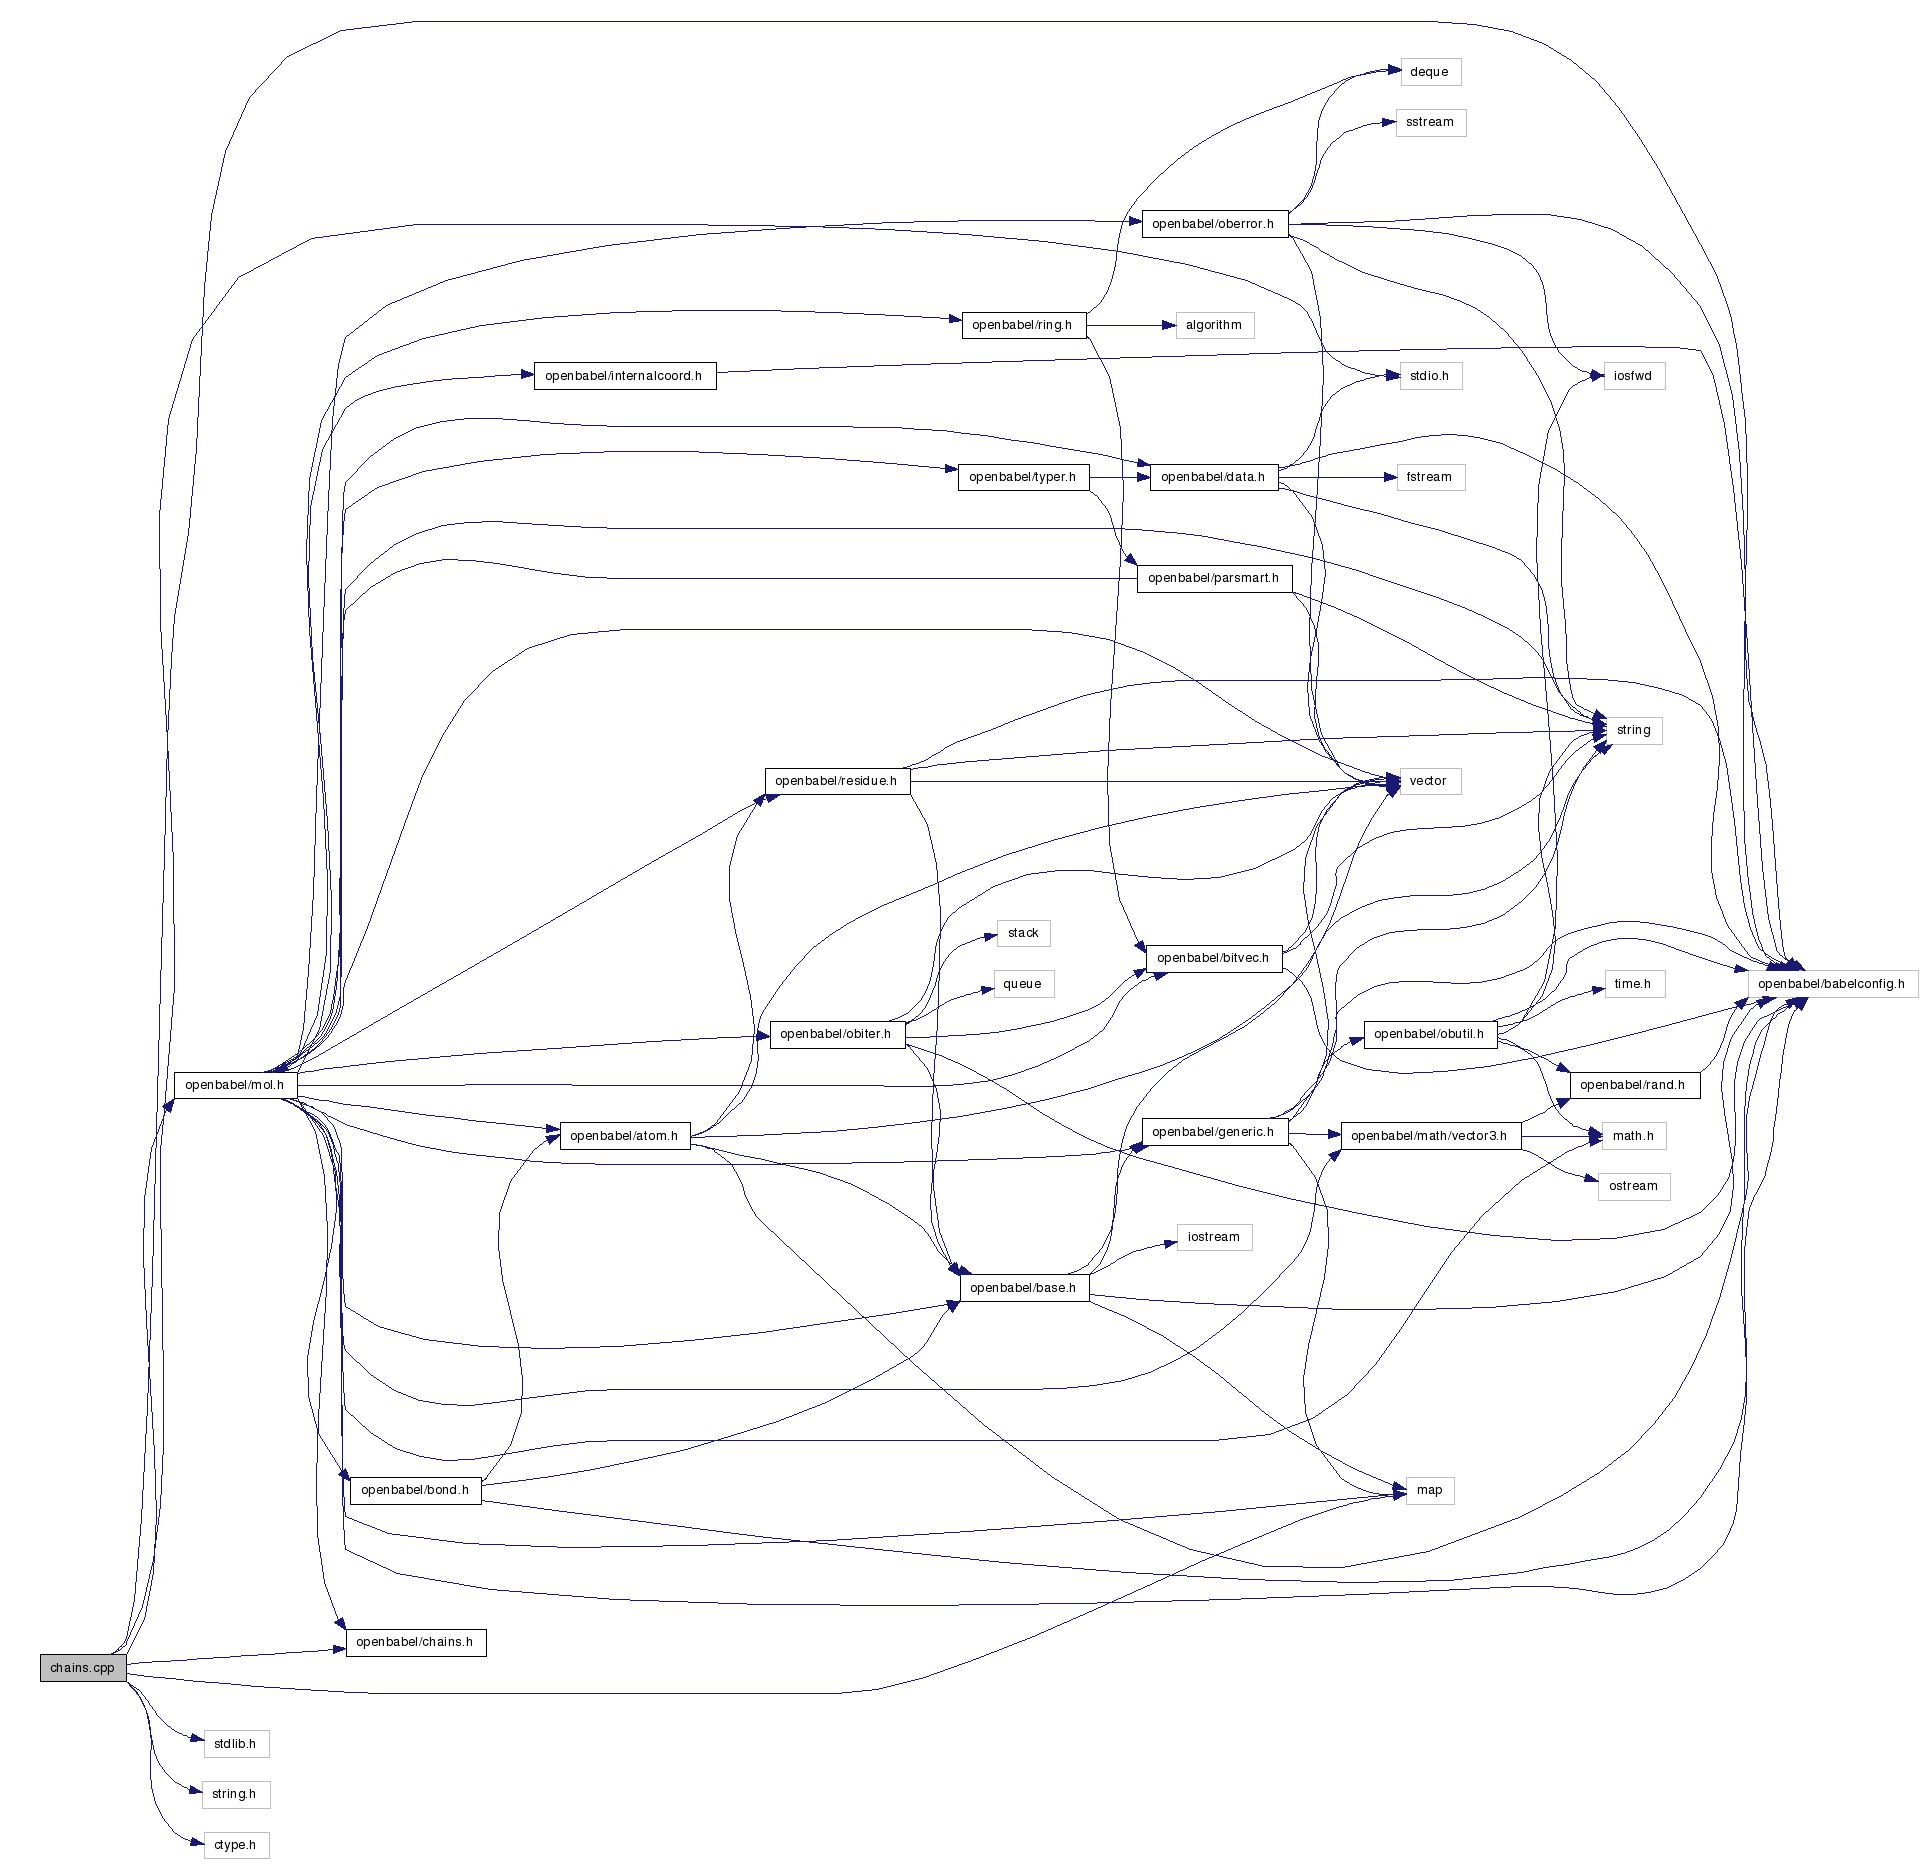 deque
sstream
openbabel/oberror.h
openbabel/ring.h
algorithm
openbabel/internalcoord.h
stdio.h
iosfwd
openbabel/typer.h
openbabel/data.h
fstream
openbabel/parsmart.h
string
openbabel/residue.h
vector
stack
openbabel/bitvec.h
queue
openbabel/babelconfig.h
time.h
openbabel/obiter.h
openbabel/obutil.h
openbabel/mol.h
openbabel/rand.h
openbabel/atom.h
openbabel/generic.h
openbabel/math/vector3.h
math.h
ostream
iostream
openbabel/base.h
openbabel/bond.h
map
openbabel/chains.h
chains.cpp
stdlib.h
string.h
ctype.h